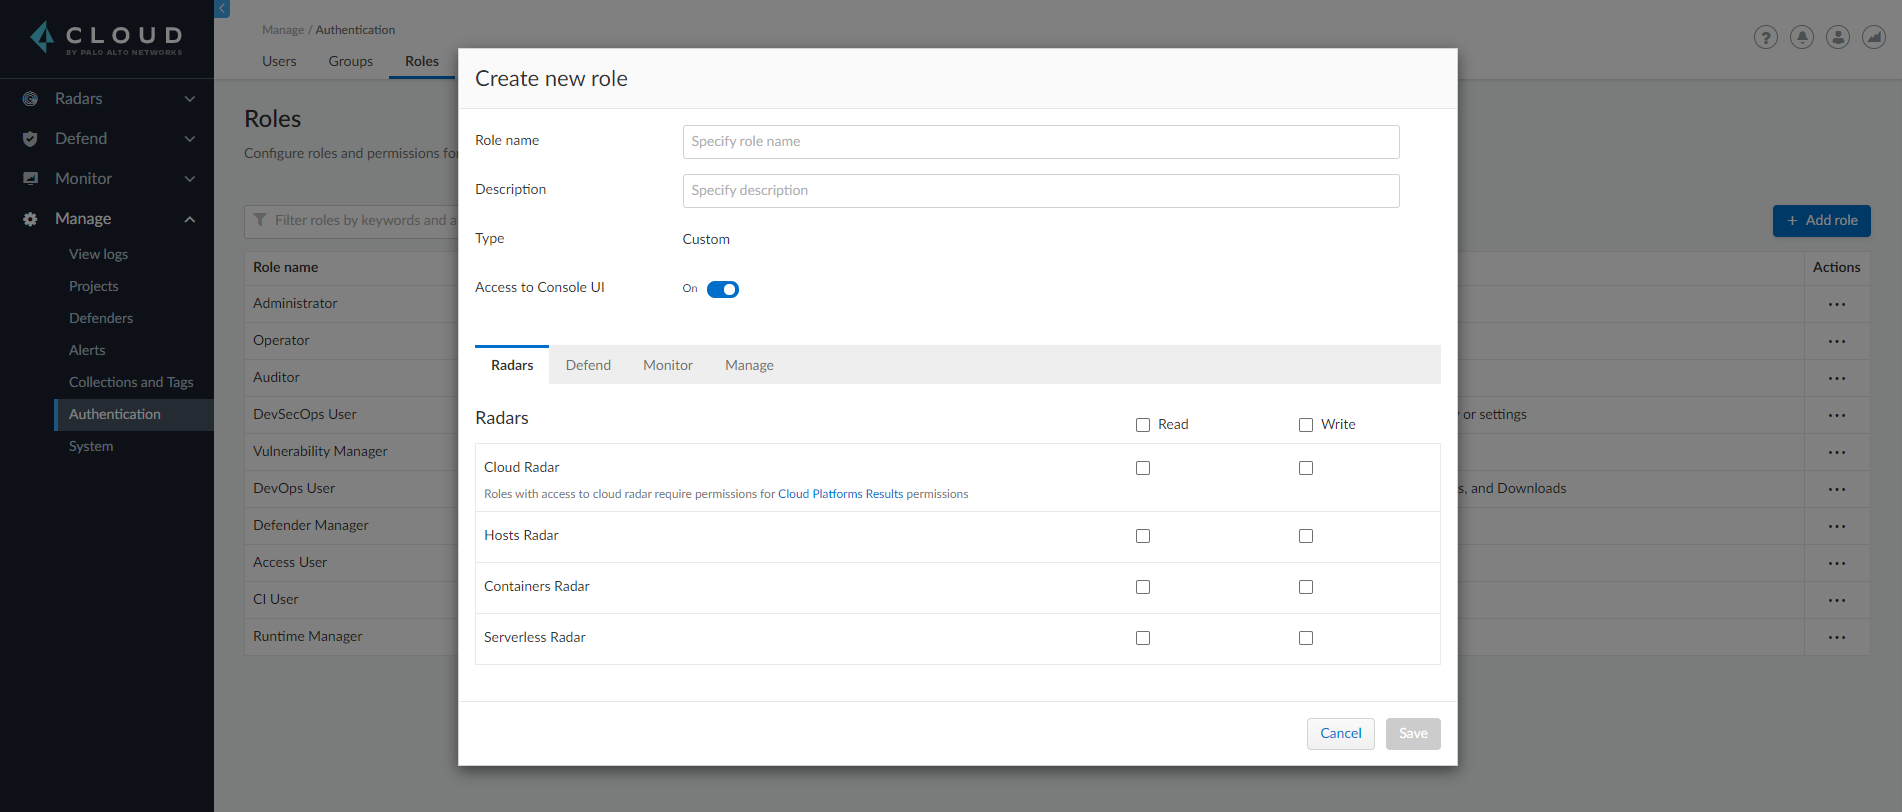 CLOUD
BY PALO ALTO NETWORKS
Radars
Defend
Monitor
Manage
View logs
Projects
Defenders
Alerts
Collections and Tags
Authentication
System
Manage / Authentication
Users Groups Roles
Roles
Configure roles and permissions for
Filter roles by keywords and a
+ Add role
Role name
Actions
Administrator
Operator
Auditor
DevSecOps User
or settings
Vulnerability Manager
DevOps User
s, and Downloads
Defender Manager
Access User
CI User
Runtime Manager
Create new role
Role name
Specify role name
Description
Specify description
Type
Custom
Access to Console UI
On
Radars Defend Monitor Manage
Radars
Read
Write
Cloud Radar
Roles with access to cloud radar require permissions for Cloud Platforms Results permissions
Hosts Radar
Containers Radar
Serverless Radar
Cancel
Save